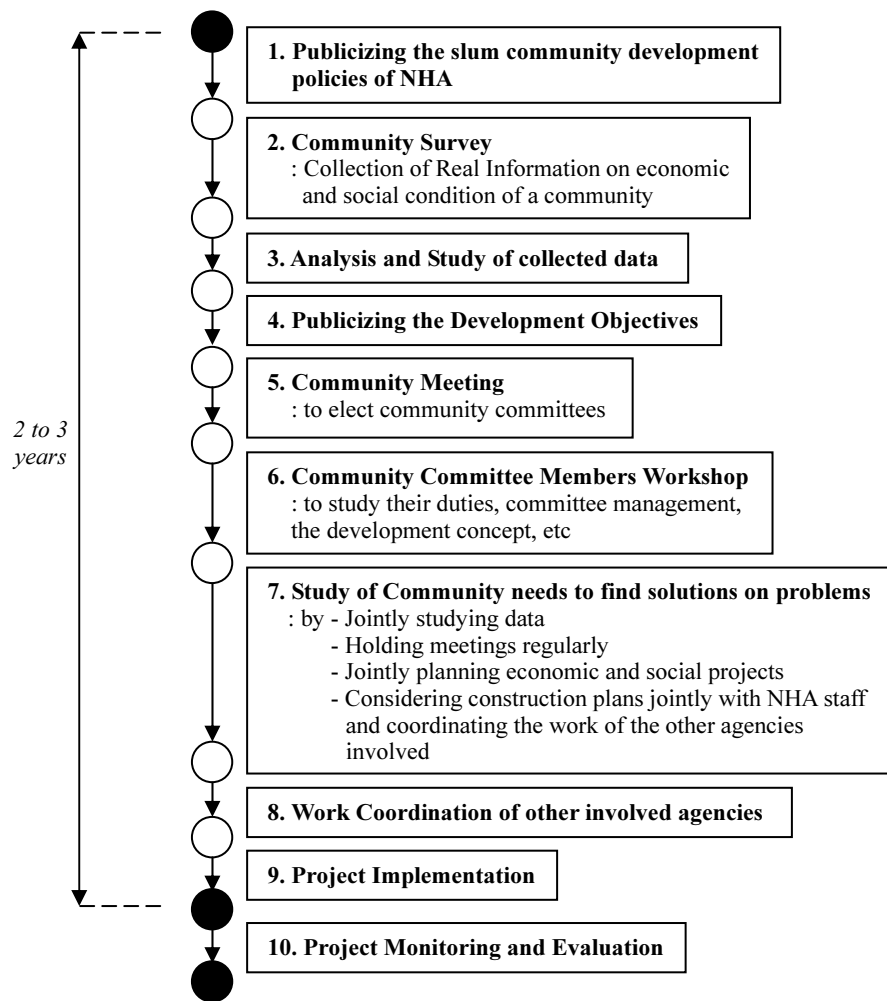 1. Publicizing the slum community development
policies of NHA
2. Community Survey
: Collection of Real Information on economic
and social condition of a community
3. Analysis and Study of collected data
4. Publicizing the Development Objectives
5. Community Meeting
: to elect community committees
2 to 3
years
6. Community Committee Members Workshop
: to study their duties, committee management,
the development concept, etc
7. Study of Community needs to find solutions on problems
: by - Jointly studying data
- Holding meetings regularly
- Jointly planning economic and social projects
- Considering construction plans jointly with NHA staff
and coordinating the work of the other agencies
involved
8. Work Coordination of other involved agencies
9. Project Implementation
10. Project Monitoring and Evaluation